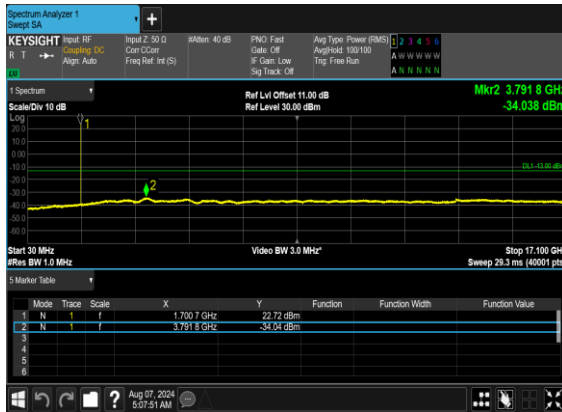 Spectrum Analyzer 1
Swept SA
+
KEYSIGHT Input: RF Input Z: 50 Ω #Atten: 40 dB PNO: Fast Avg Type: Power (RMS) 1 2 3 4 5 6
R T Coupling: DC Corr CCorr Gate: Off Avg|Hold: 100/100 A W W W W W
Align: Auto Freq Ref: Int (S) IF Gain: Low Trig: Free Run
Sig Track: Off A N N N N N
1 Spectrum Ref Lvl Offset 11.00 dB Mkr2 3.791 8 GHz
Scale/Div 10 dB Ref Level 30.00 dBm -34.038 dBm
Log
20.0 1
10.0
0.00
-10.0 DL1 -13.00 dBm
-20.0 2
-30.0
-40.0
-50.0
-60.0
Start 30 MHz Video BW 3.0 MHz* Stop 17.100 GHz
#Res BW 1.0 MHz Sweep 29.3 ms (40001 pts)
5 Marker Table
Mode Trace Scale X Y Function Function Width Function Value
1 N 1 f 1.700 7 GHz 22.72 dBm
2 N 1 f 3.791 8 GHz -34.04 dBm
3
4
5
6
? Aug 07, 2024
5:07:51 AM